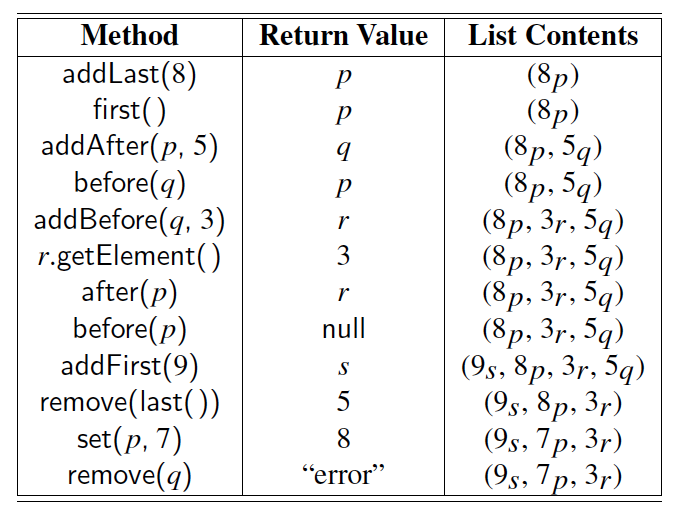 Method Return Value List Contents
addLast(8) p (8p)
first() p (8p)
addAfter(p, 5) q (8p, 5q)
before(q) p (8p, 5q)
addBefore(q, 3) r (8p, 3r, 5q)
r.getElement() 3 (8p, 3r, 5q)
after(p) r (8p, 3r, 5q)
before(p) null (8p, 3r, 5q)
addFirst(9) s (9s, 8p, 3r, 5q)
remove(last()) 5 (9s, 8p, 3r)
set(p, 7) 8 (9s, 7p, 3r)
remove(q) “error” (9s, 7p, 3r)